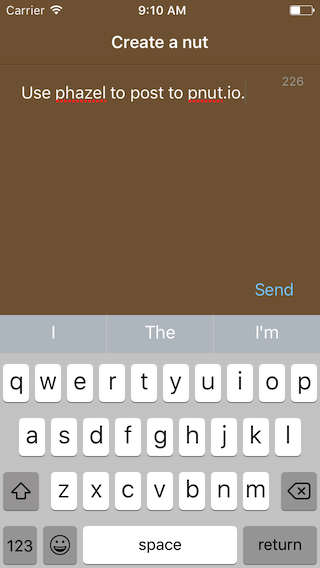 Carrier 9:10 AM
Create a nut
226
Use phazel to post to pnut.io.
Send
I The I'm
q w e r t y u i o p
a s d f g h j k l
z x c v b n m
123 space return